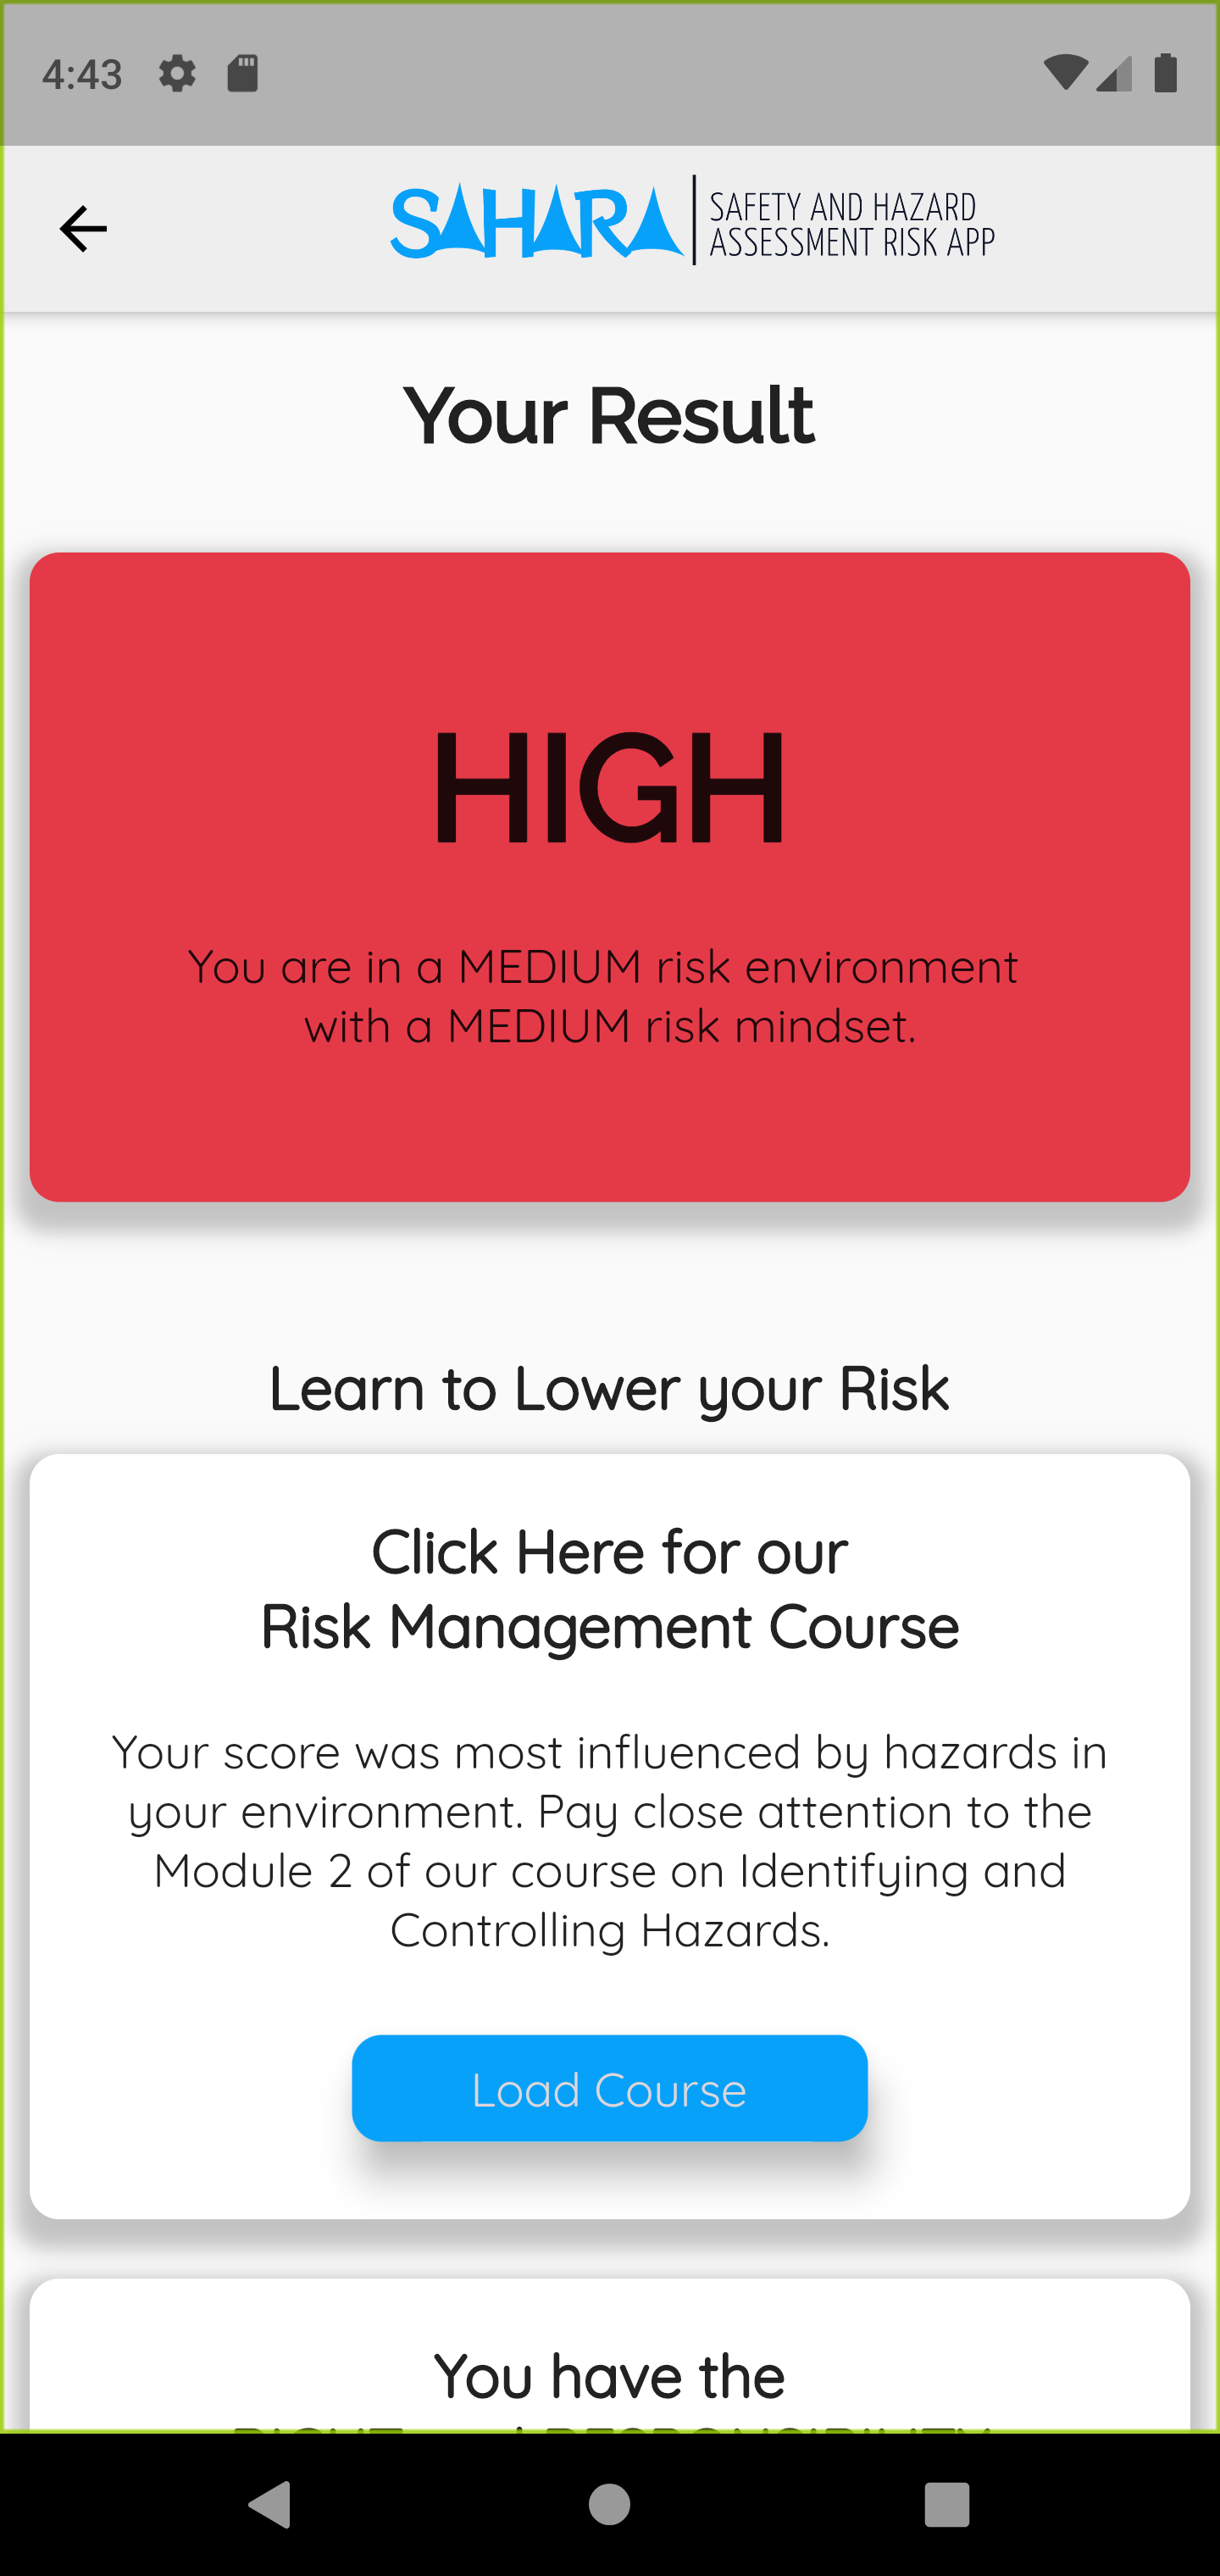 4:43
SAHARA
SAFETY AND HAZARD
ASSESSMENT RISK APP
Your Result
HIGH
You are in a MEDIUM risk environment
with a MEDIUM risk mindset.
Learn to Lower your Risk
Click Here for our
Risk Management Course
Your score was most influenced by hazards in
your environment. Pay close attention to the
Module 2 of our course on Identifying and
Controlling Hazards.
Load Course
You have the
RIGHT and RESPONSIBILITY